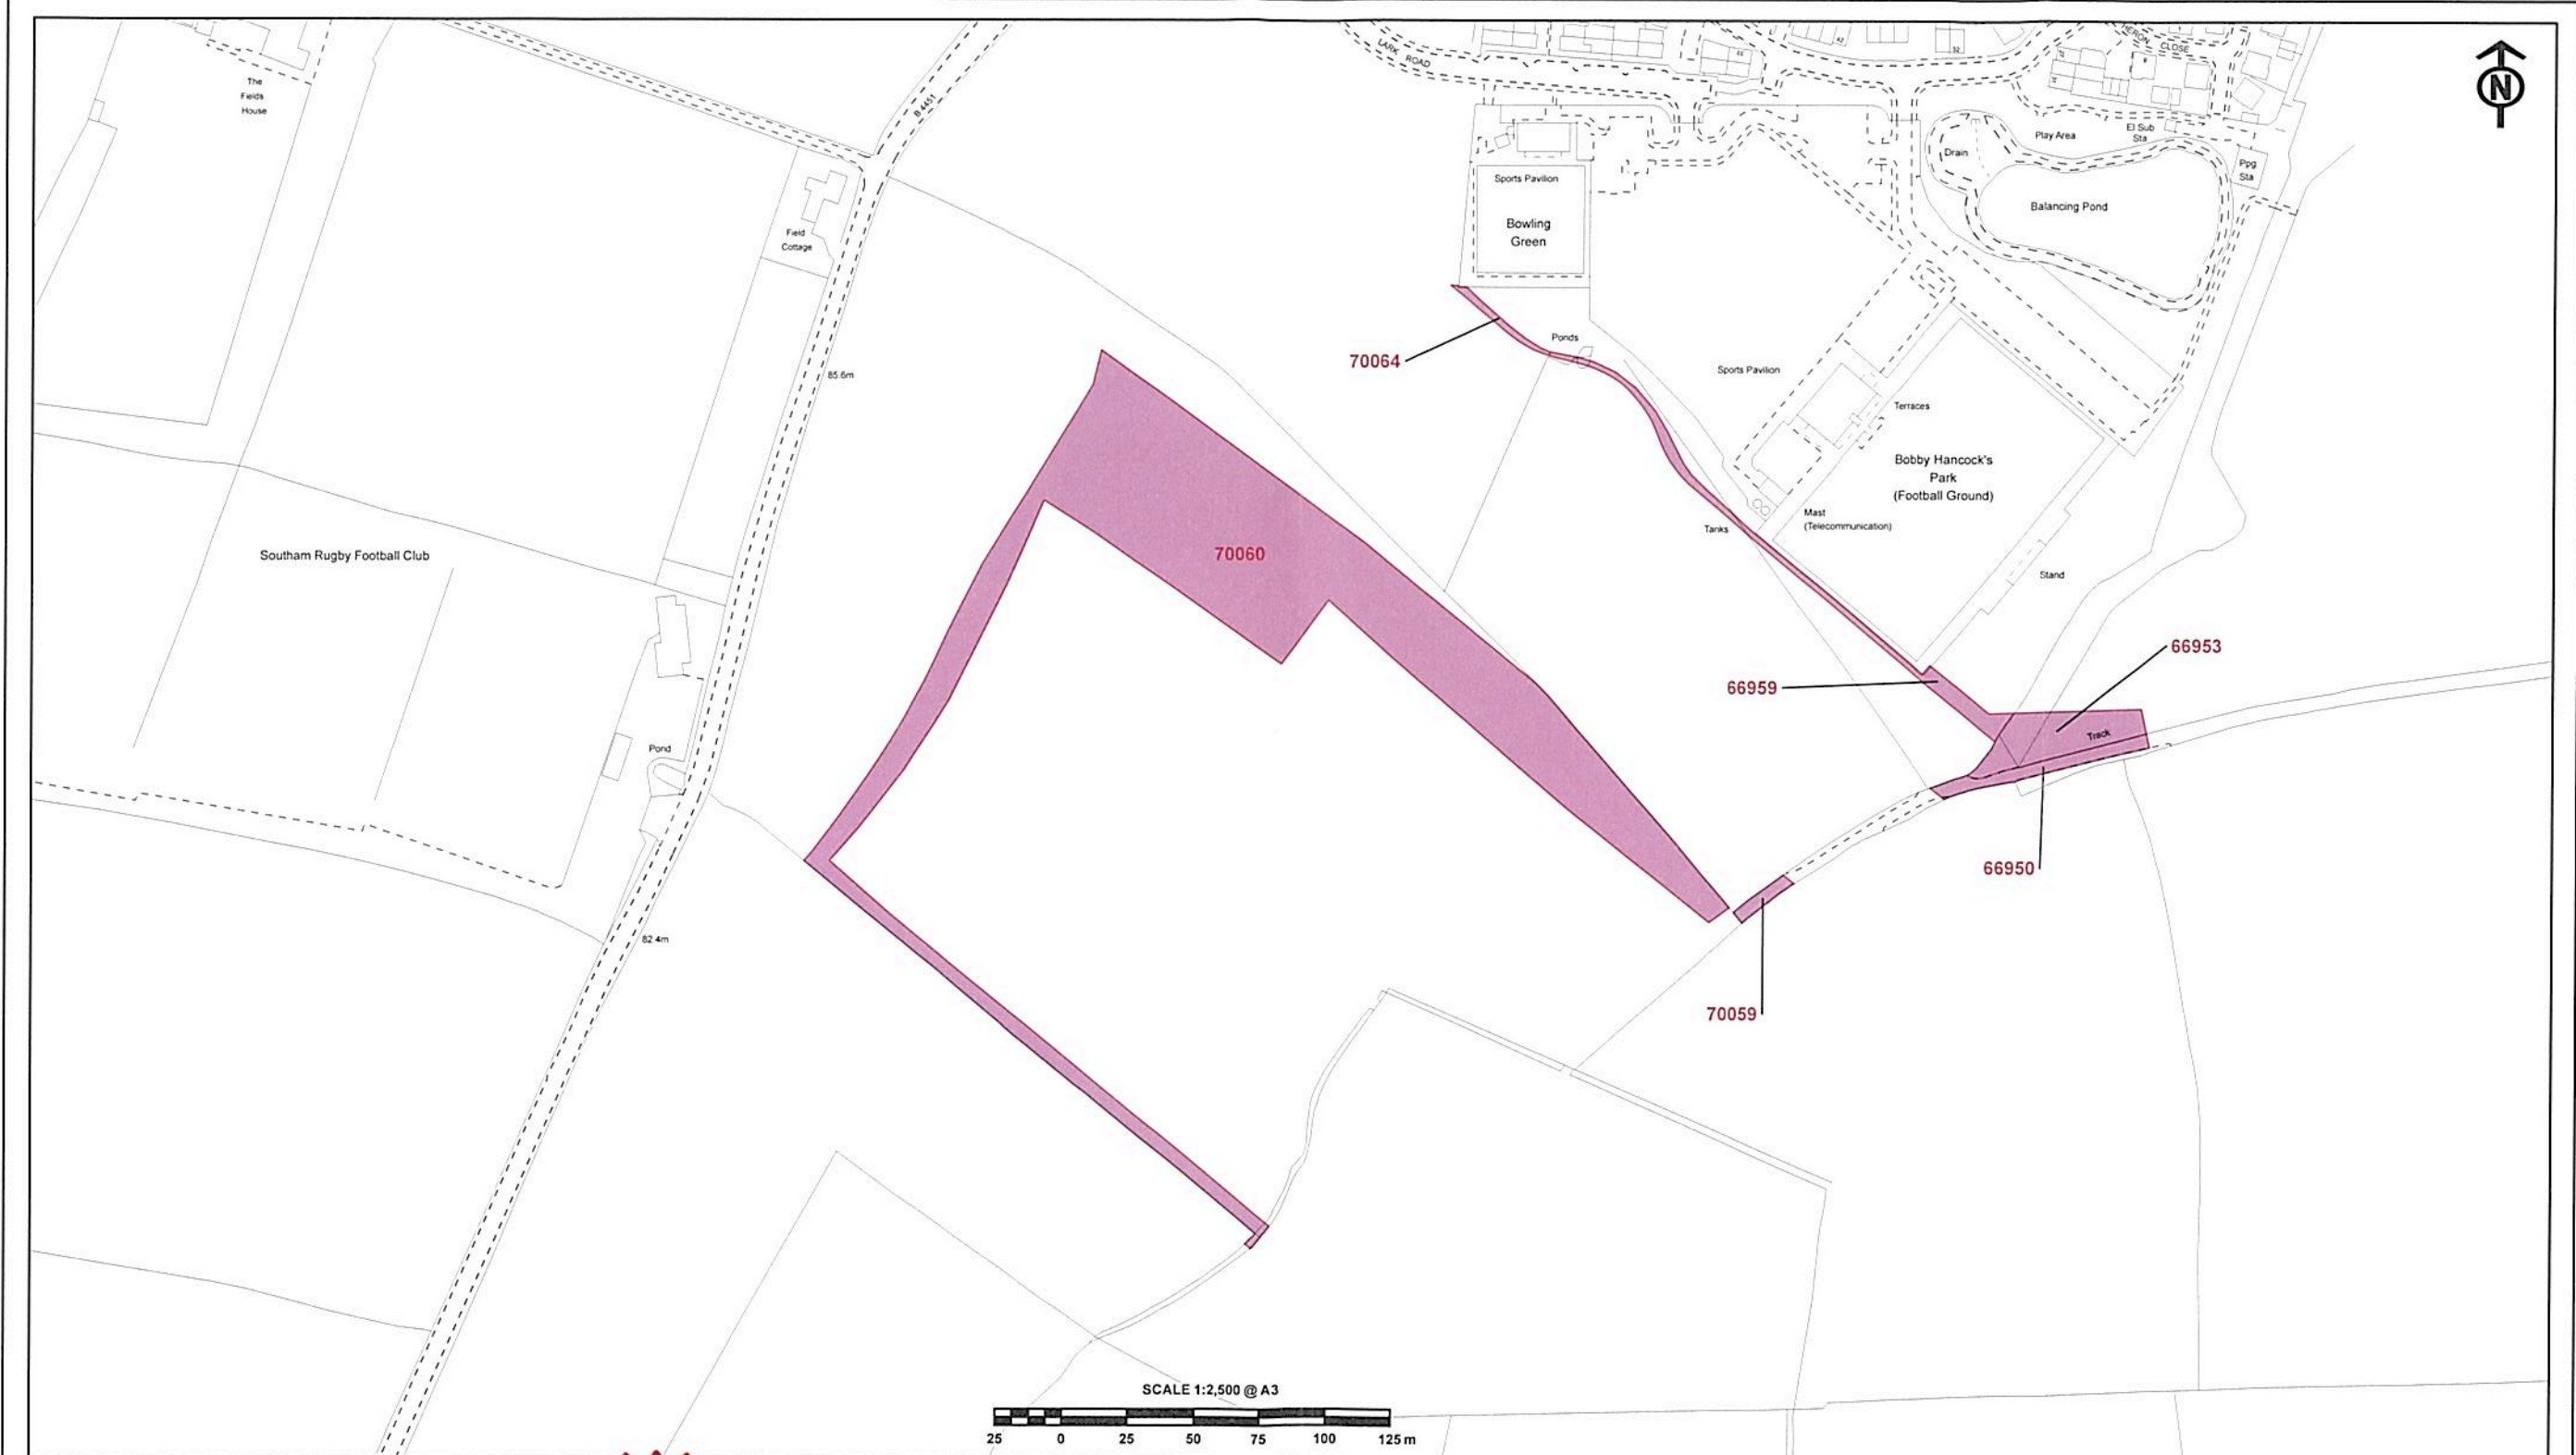 LARK ROAD
42
52
HERON CLOSE
The
Fields
House
B 4451
N
Play Area
El Sub
Sta
Drain
Ppg
Sta
Sports Pavilion
Balancing Pond
Bowling
Green
Field
Cottage
Ponds
70064
Sports Pavilion
85.6m
Terraces
Bobby Hancock's
Park
(Football Ground)
Mast
(Telecommunication)
Tanks
70060
Southam Rugby Football Club
Stand
66953
66959
Track
Pond
66950
82.4m
70059
SCALE 1:2,500 @ A3
25 0 25 50 75 100 125 m